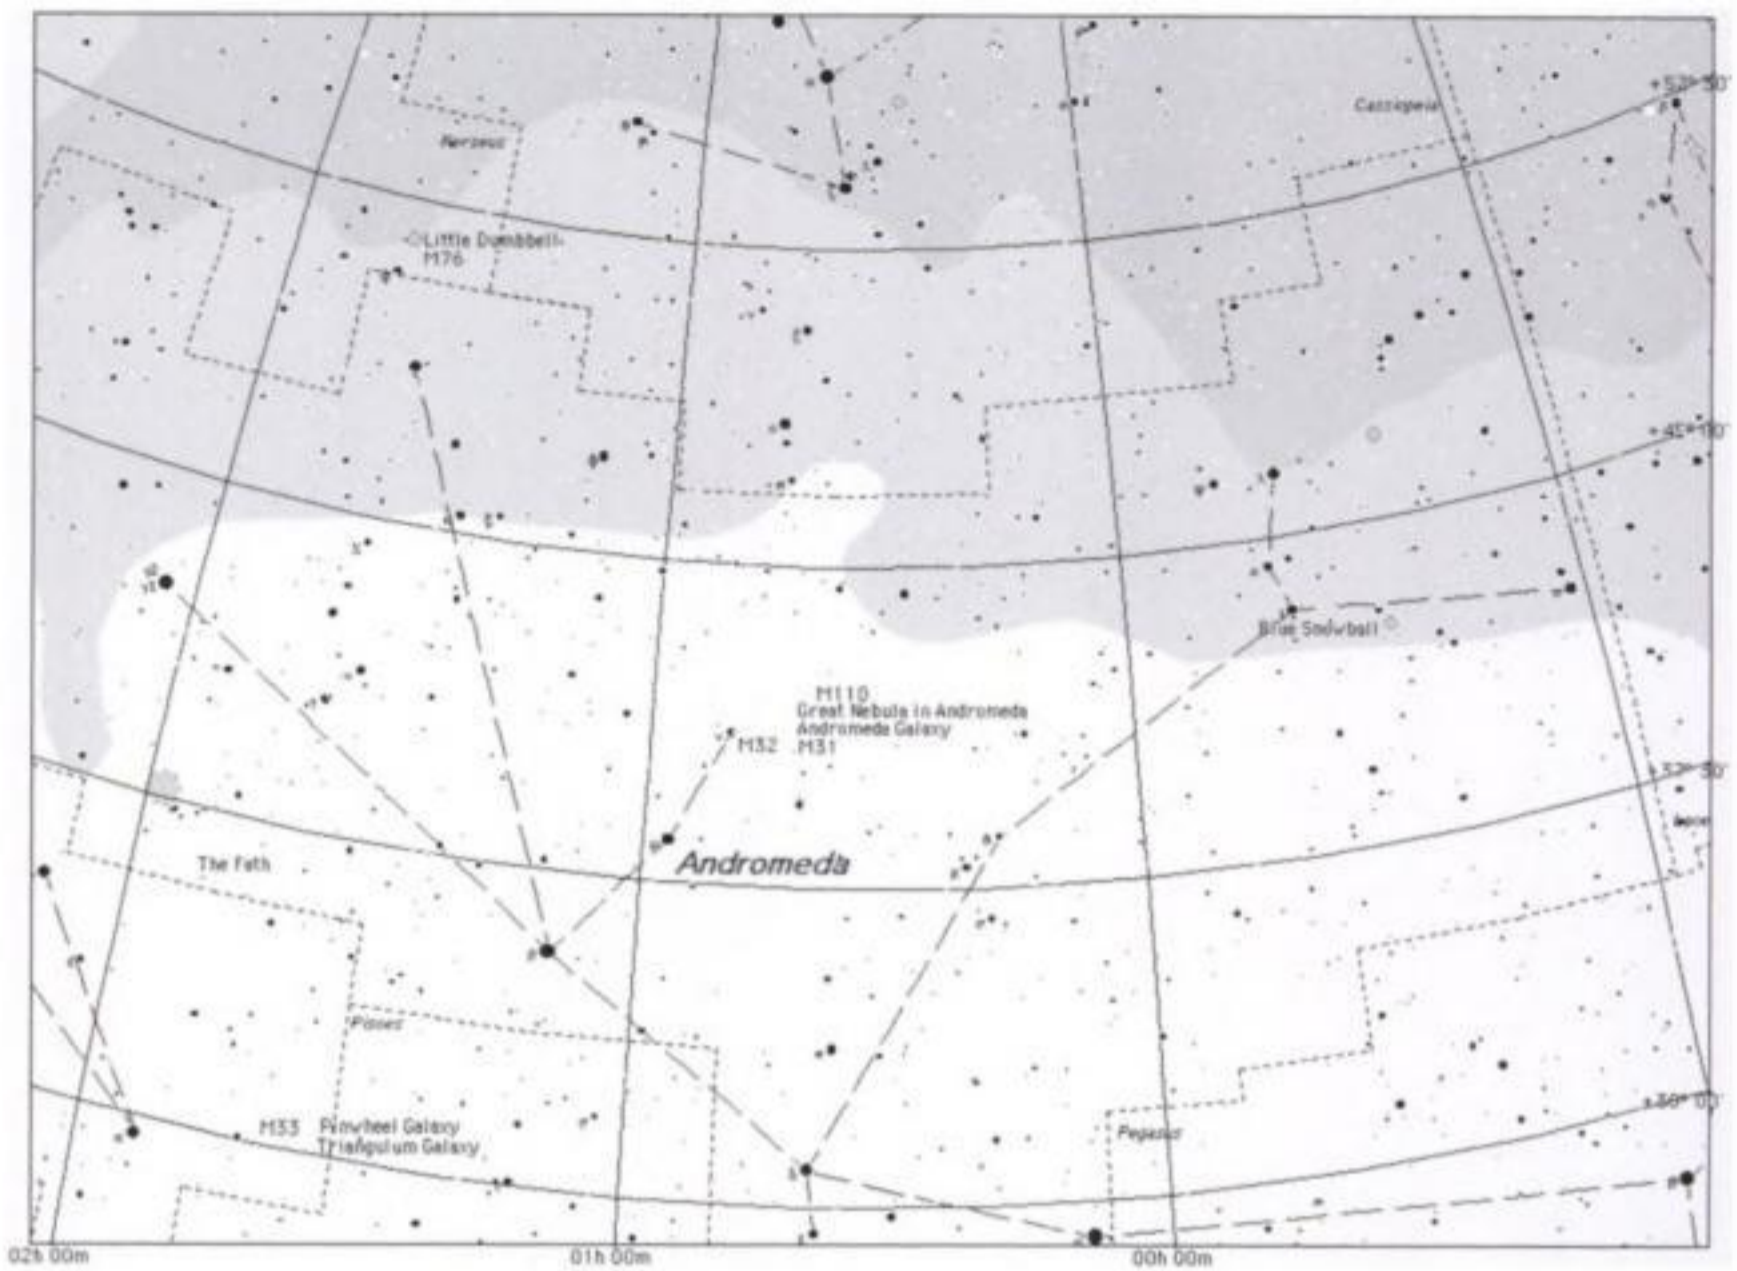 Cassiopeia
Perseus
Little Dumbbell
M76
Blue Snowball
M110
Great Nebula in Andromeda
Andromeda Galaxy
M32
M31
Andromeda
The Path
Pisces
M33
Pinwheel Galaxy
Triangulum Galaxy
Pegasus
02h 00m
01h 00m
00h 00m